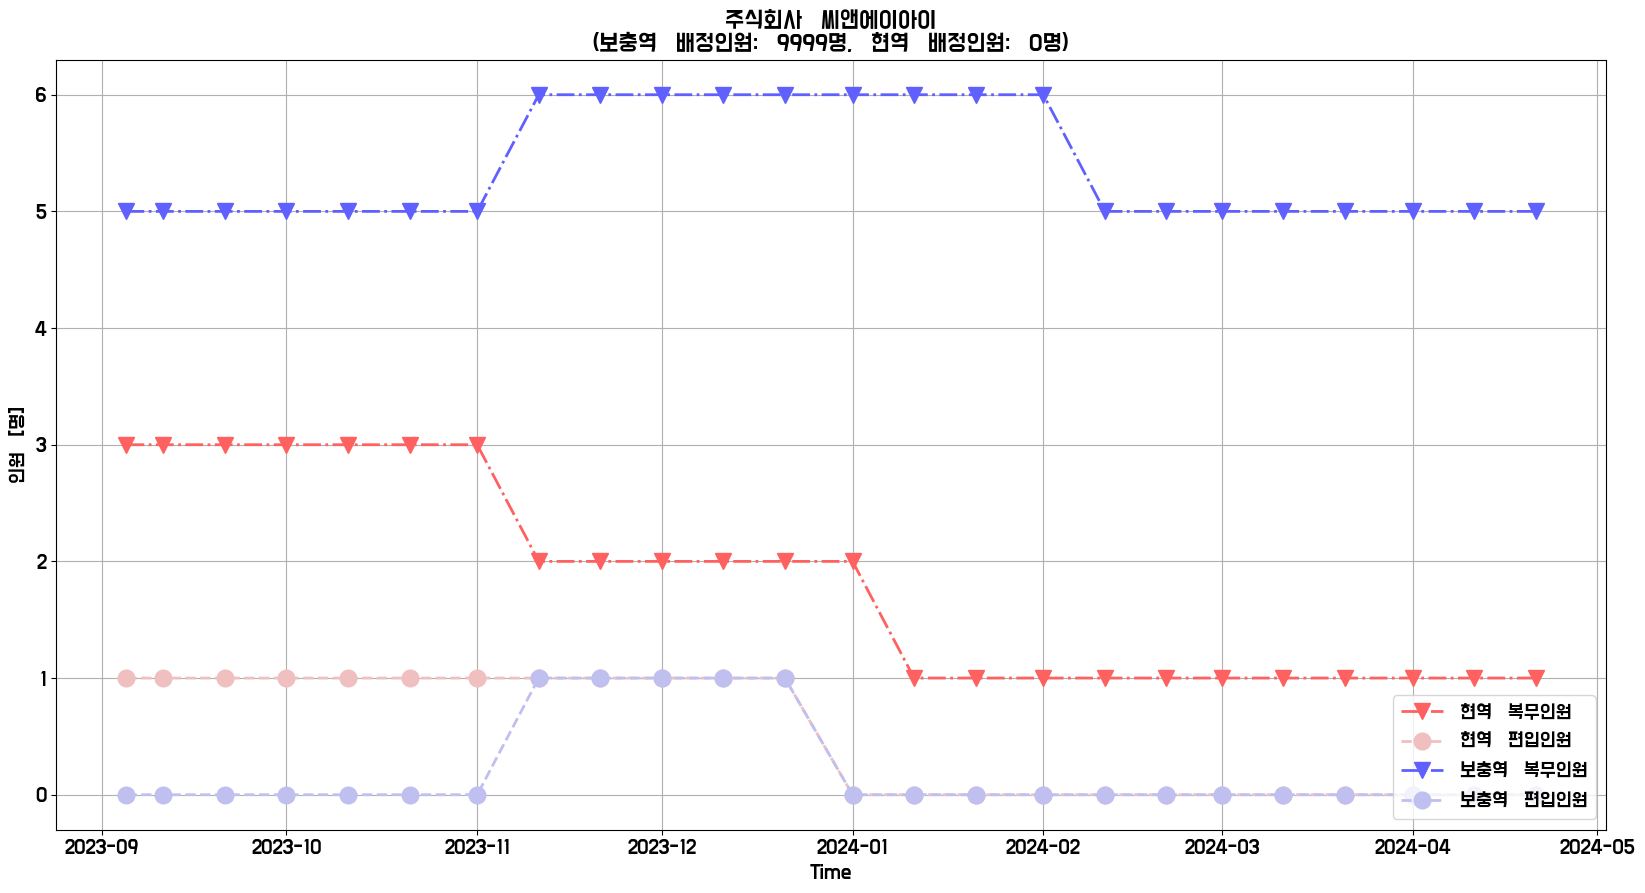 주식회사 씨앤에이아이
(보충역 배정인원: 9999명, 현역 배정인원: 0명)
6
5
4
3
2
1
0
인원 [명]
2023-09 2023-10 2023-11 2023-12 2024-01 2024-02 2024-03 2024-04 2024-05
Time
현역 복무인원
현역 편입인원
보충역 복무인원
보충역 편입인원